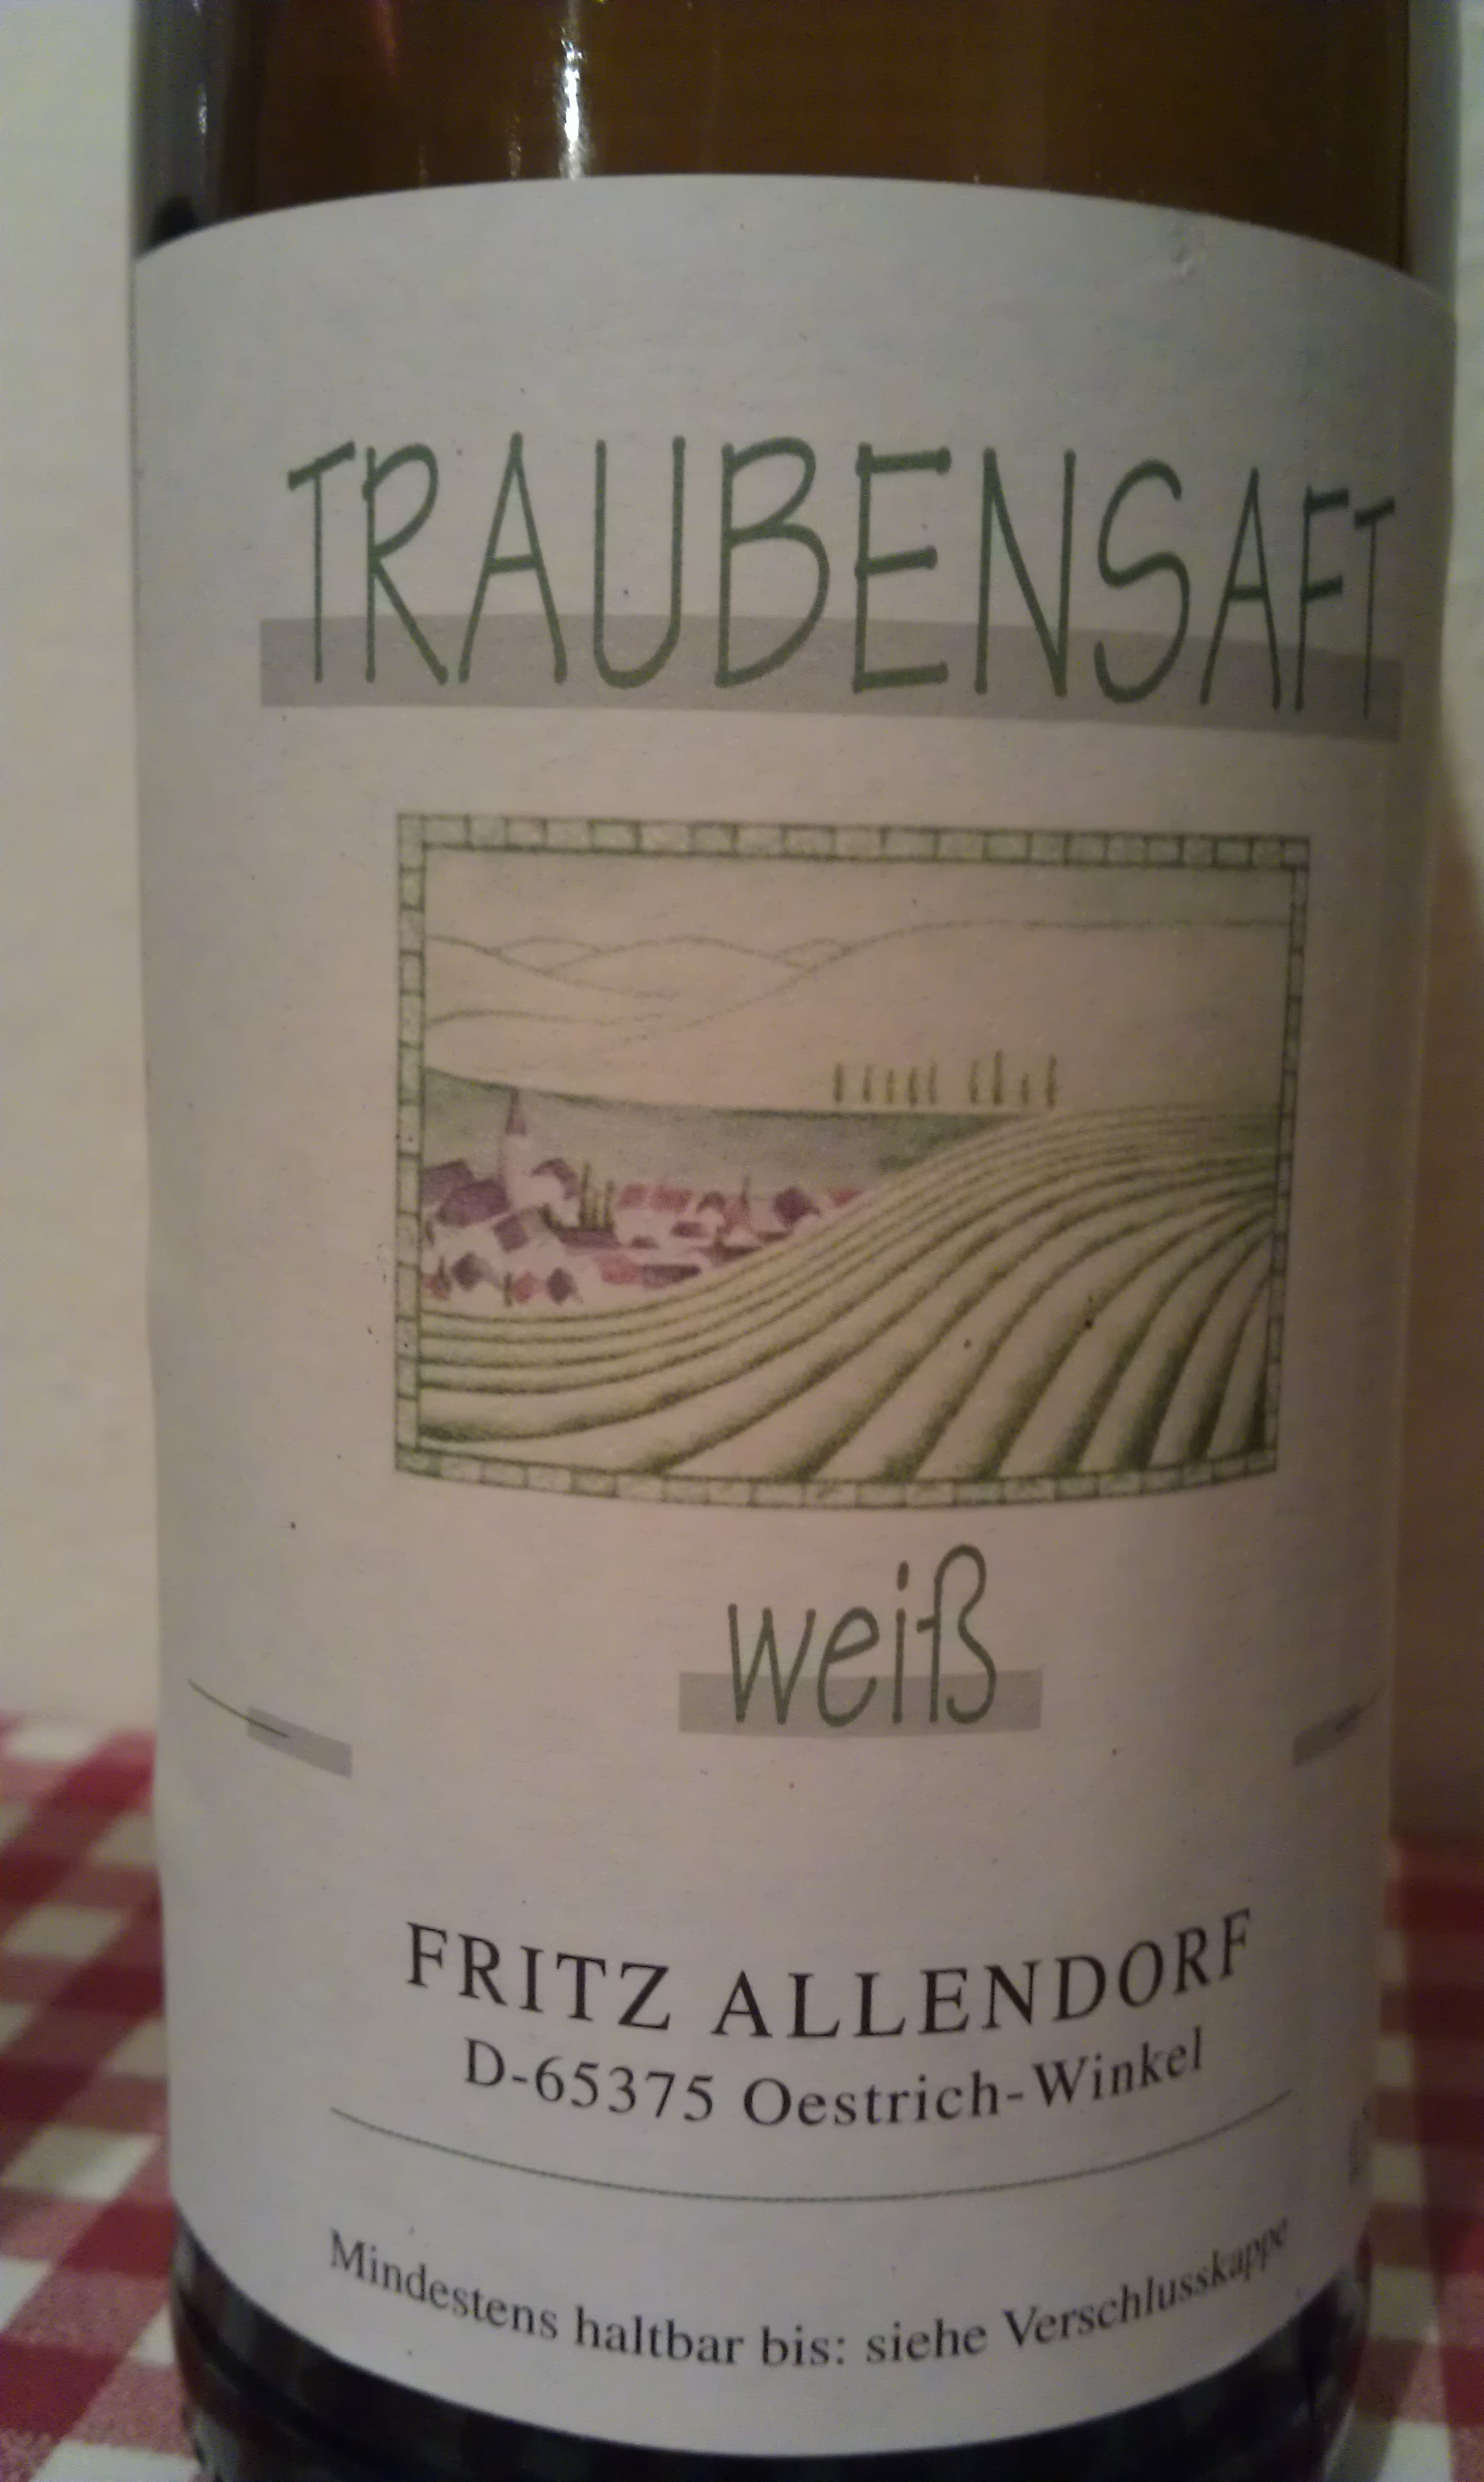 TRAUBENSAFT
weiß
FRITZ ALLENDORF
D-65375 Oestrich-Winkel
Mindestens haltbar bis: siehe Verschlusskappe